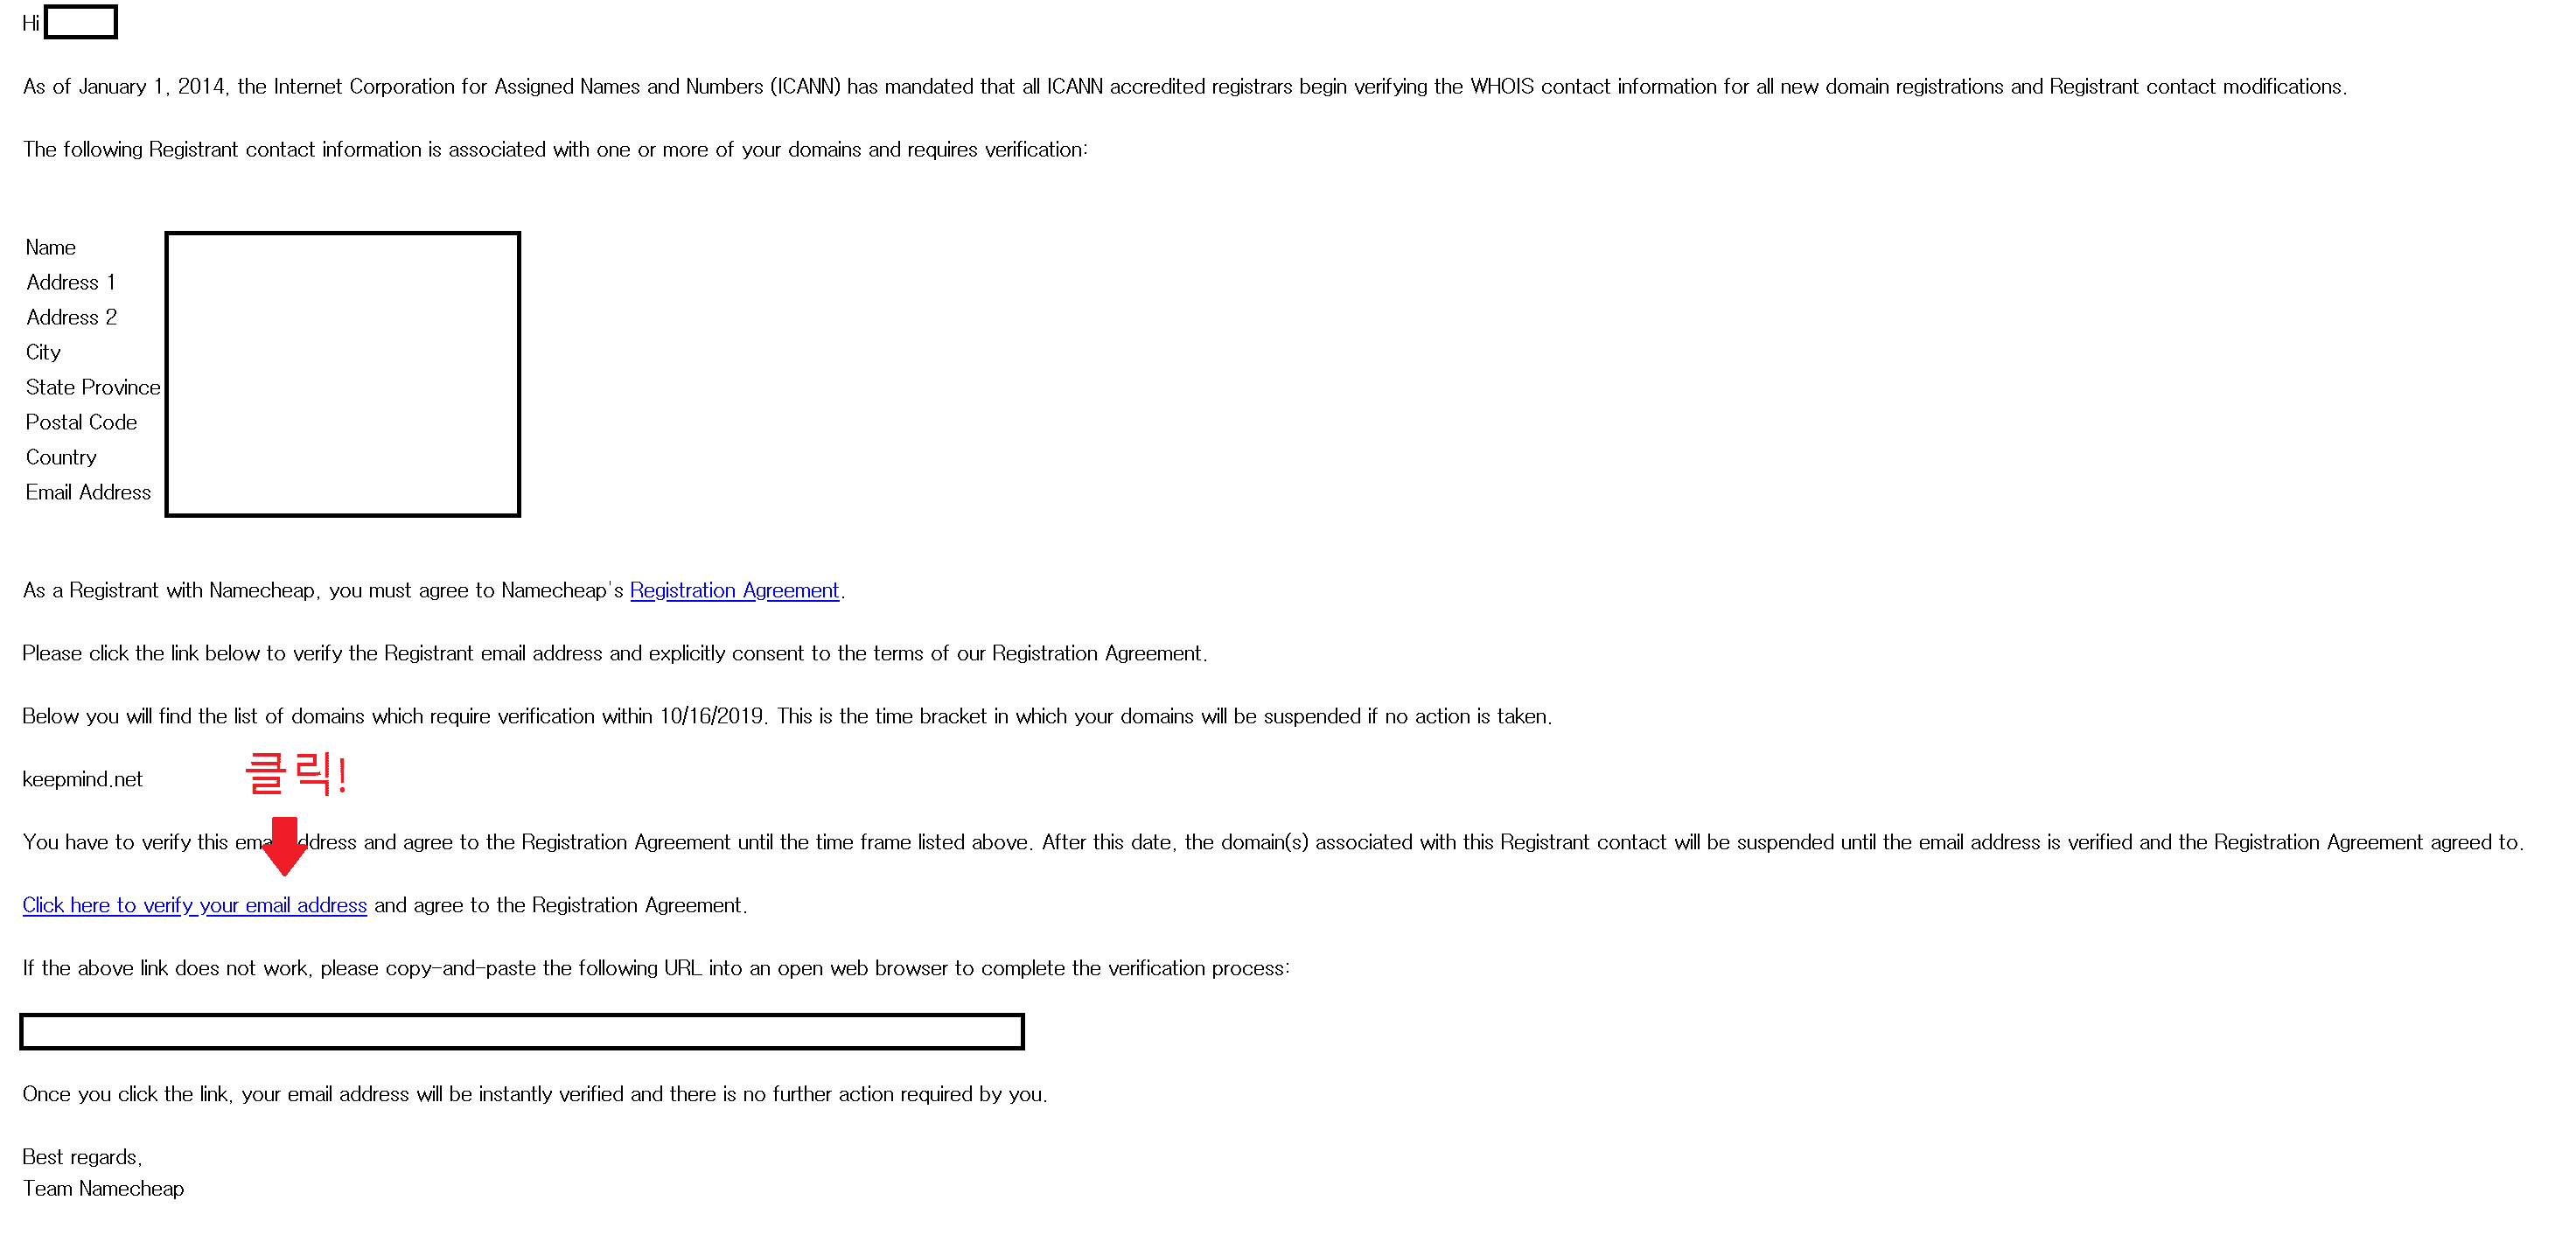 Hi
As of January 1, 2014, the Internet Corporation for Assigned Names and Numbers (ICANN) has mandated that all ICANN accredited registrars begin verifying the WHOIS contact information for all new domain registrations and Registrant contact modifications.
The following Registrant contact information is associated with one or more of your domains and requires verification:
Name
Address 1
Address 2
City
State Province
Postal Code
Country
Email Address
As a Registrant with Namecheap, you must agree to Namecheap's Registration Agreement.
Please click the link below to verify the Registrant email address and explicitly consent to the terms of our Registration Agreement.
Below you will find the list of domains which require verification within 10/16/2019. This is the time bracket in which your domains will be suspended if no action is taken.
클릭!
keepmind.net
You have to verify this email address and agree to the Registration Agreement until the time frame listed above. After this date, the domain(s) associated with this Registrant contact will be suspended until the email address is verified and the Registration Agreement agreed to.
Click here to verify your email address and agree to the Registration Agreement.
If the above link does not work, please copy-and-paste the following URL into an open web browser to complete the verification process:
Once you click the link, your email address will be instantly verified and there is no further action required by you.
Best regards,
Team Namecheap